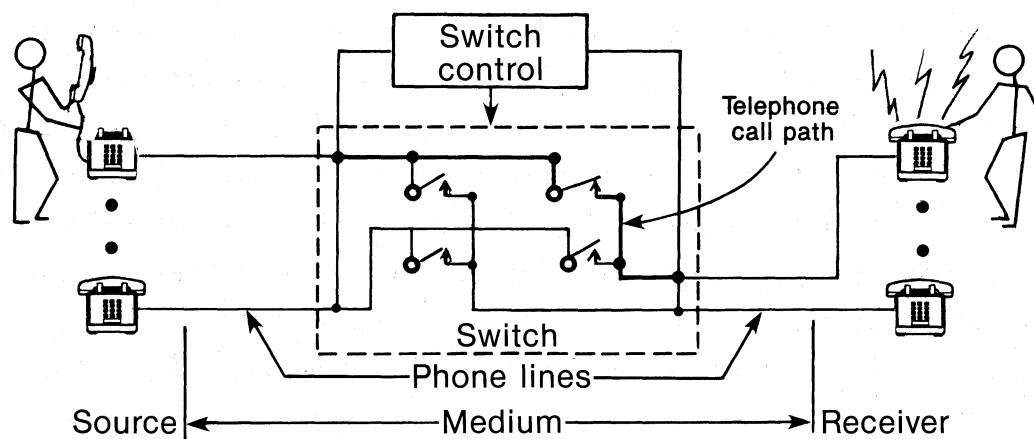 Switch
control
Telephone
call path
Switch
Phone lines
Source
Medium
Receiver